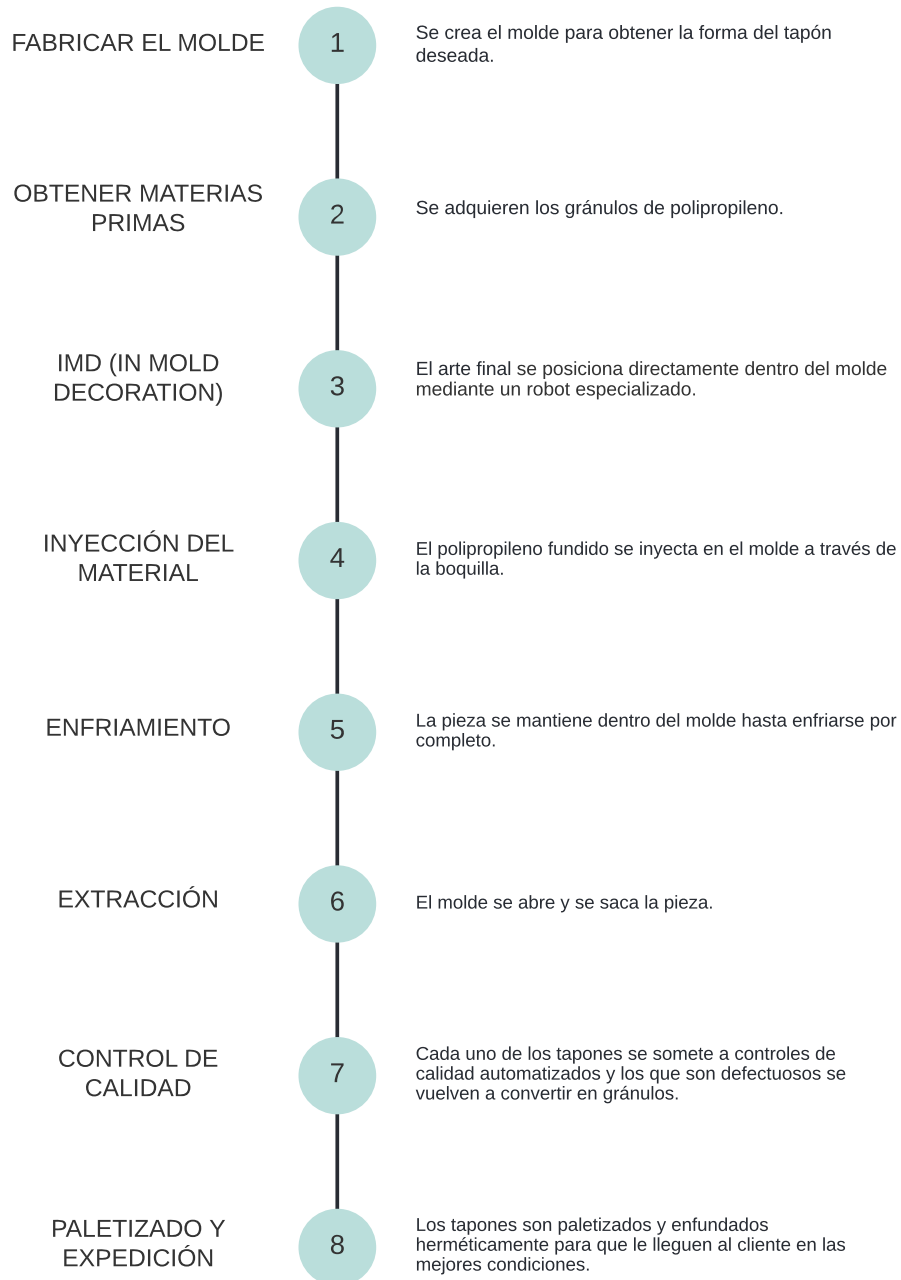 FABRICAR EL MOLDE
1
Se crea el molde para obtener la forma del tapón
deseada.
OBTENER MATERIAS
PRIMAS
2
Se adquieren los gránulos de polipropileno.
IMD (IN MOLD
DECORATION)
3
El arte final se posiciona directamente dentro del molde
mediante un robot especializado.
INYECCIÓN DEL
MATERIAL
4
El polipropileno fundido se inyecta en el molde a través de
la boquilla.
ENFRIAMIENTO
5
La pieza se mantiene dentro del molde hasta enfriarse por
completo.
EXTRACCIÓN
6
El molde se abre y se saca la pieza.
CONTROL DE
CALIDAD
7
Cada uno de los tapones se somete a controles de
calidad automatizados y los que son defectuosos se
vuelven a convertir en gránulos.
PALETIZADO Y
EXPEDICIÓN
8
Los tapones son paletizados y enfundados
herméticamente para que le lleguen al cliente en las
mejores condiciones.